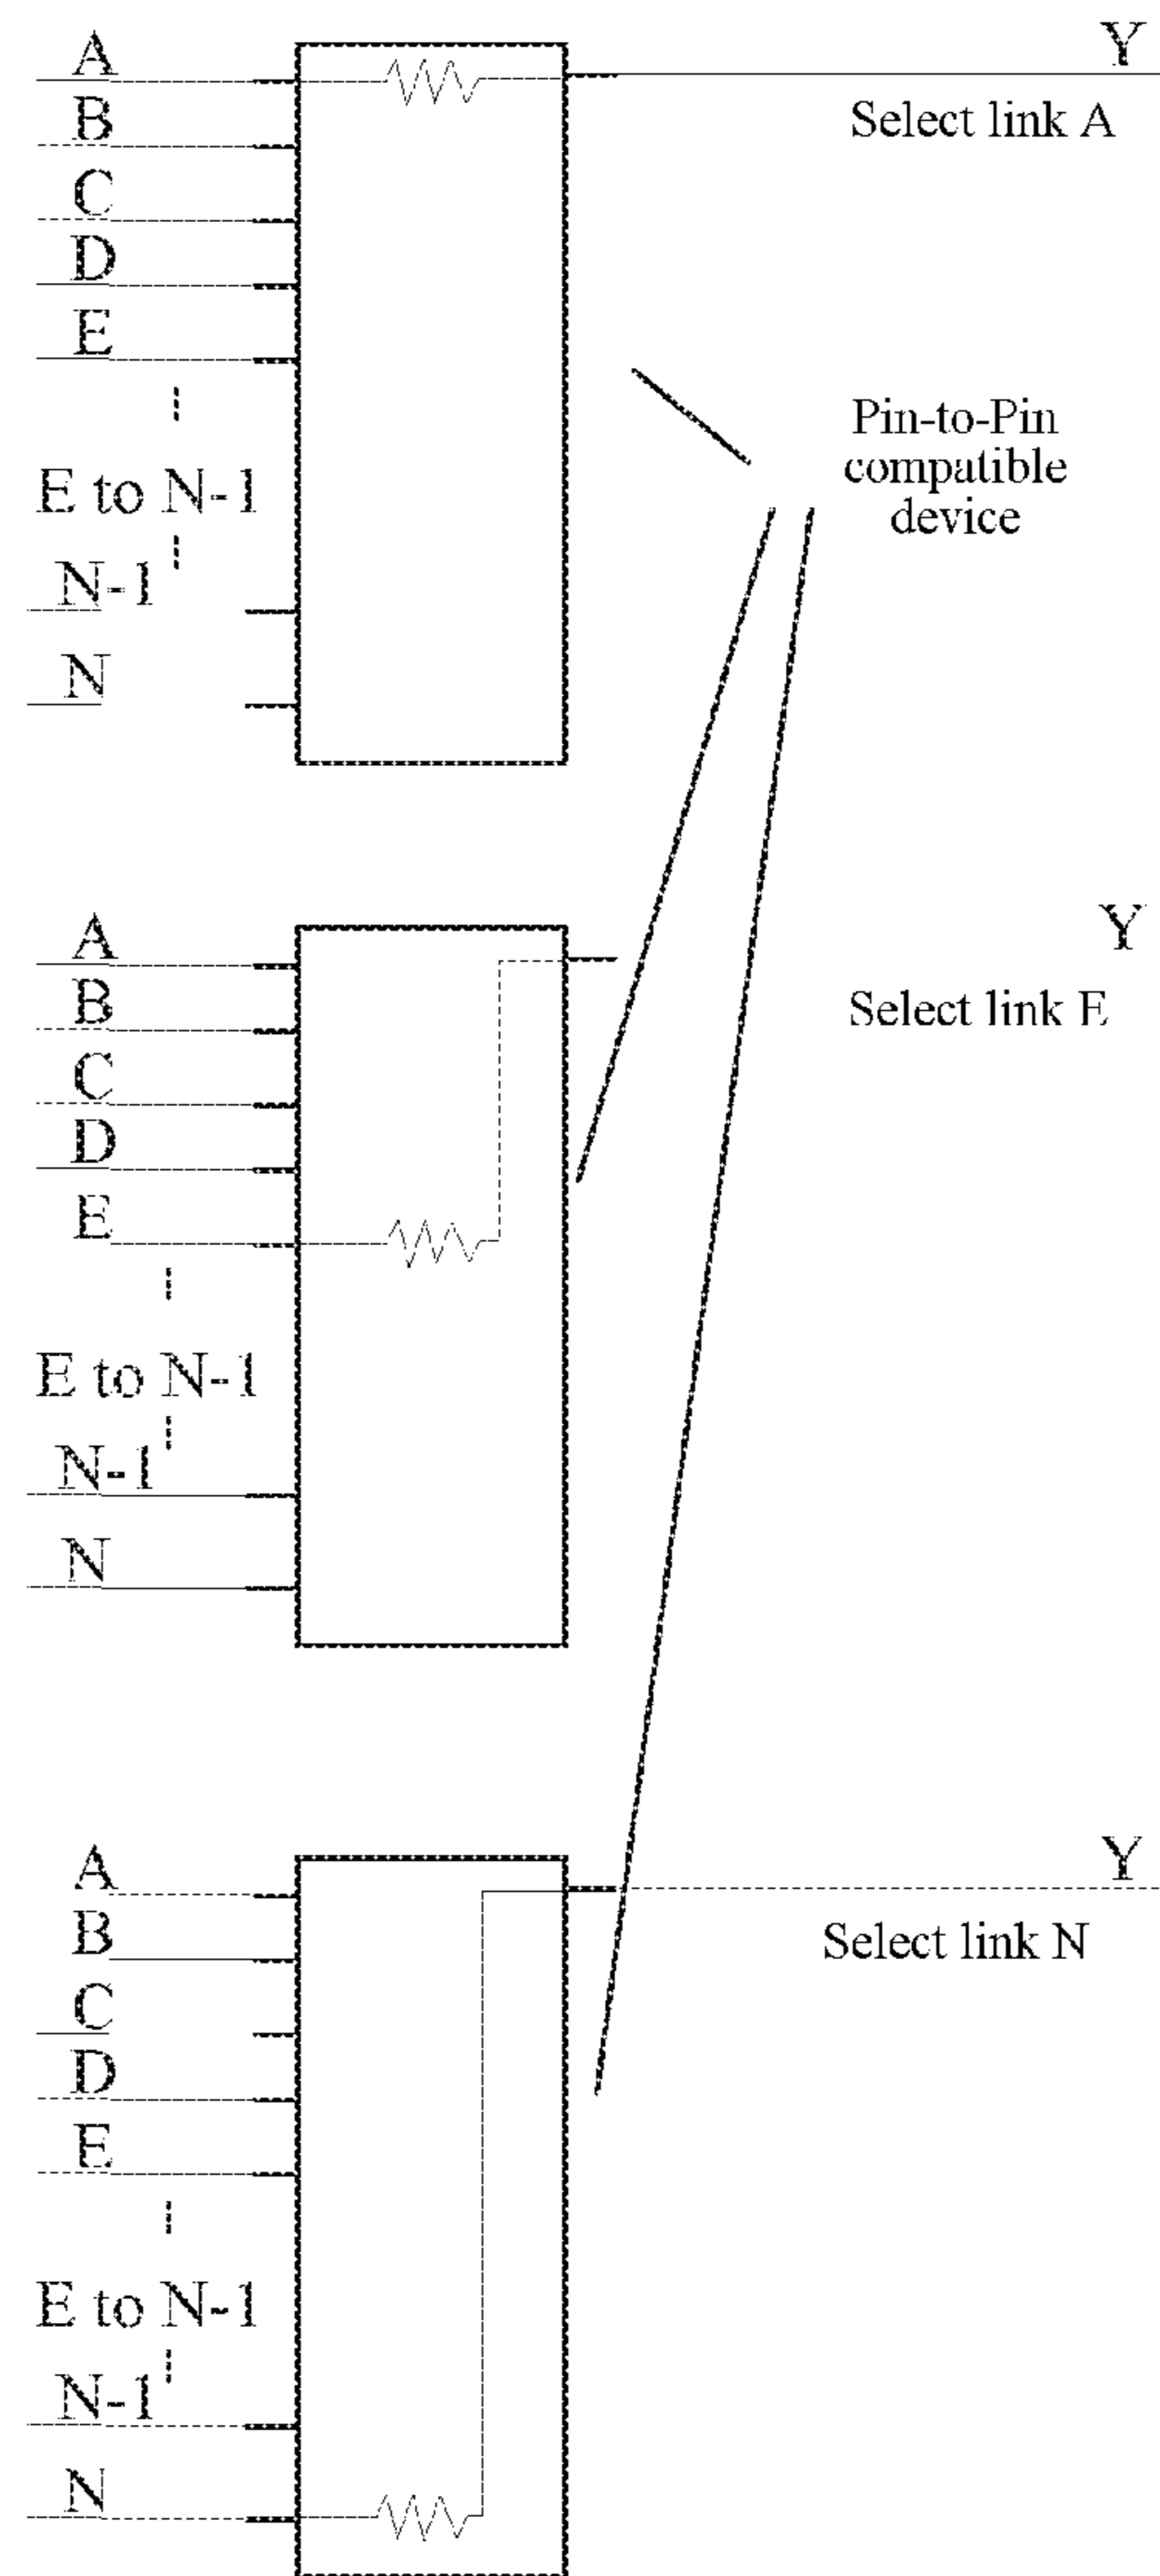 A
Y
B
Select link A
C
D
E
Pin-to-Pin
compatible
device
E to N-1
N-1
N
A
Y
B
Select link E
C
D
E
E to N-1
N-1
N
A
Y
B
Select link N
C
D
E
E to N-1
N-1
N